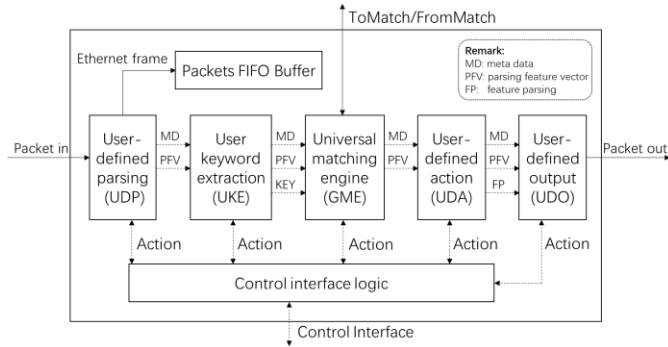 ToMatch/FromMatch
Ethernet frame
Packets FIFO Buffer
Remark:
MD: meta data
PFV: parsing feature vector
FP: feature parsing
Packet in
User-
defined
parsing
(UDP)
MD
PFV
User
keyword
extraction
(UKE)
MD
PFV
KEY
Universal
matching
engine
(GME)
MD
PFV
User-
defined
action
(UDA)
MD
PFV
FP
User-
defined
output
(UDO)
Packet out
Action
Action
Action
Action
Action
Control interface logic
Control Interface